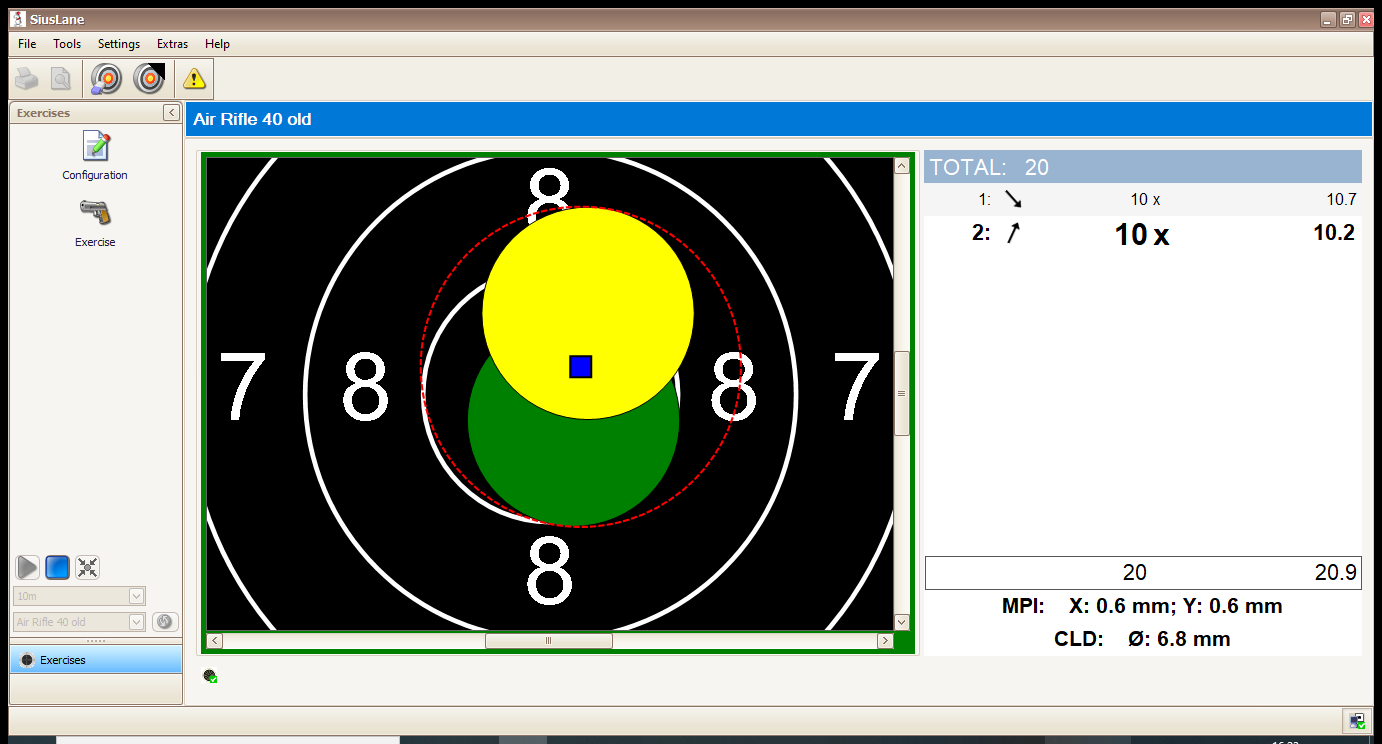 SiusLane
File Tools Settings Extras Help
Exercises
Configuration
Exercise
10m
Air Rifle 40 old
Exercises
Air Rifle 40 old
8
7 8 8 7
8
TOTAL: 20
1: 10 x 10.7
2: 10 x 10.2
20 20.9
MPI: X: 0.6 mm; Y: 0.6 mm
CLD: Ø: 6.8 mm